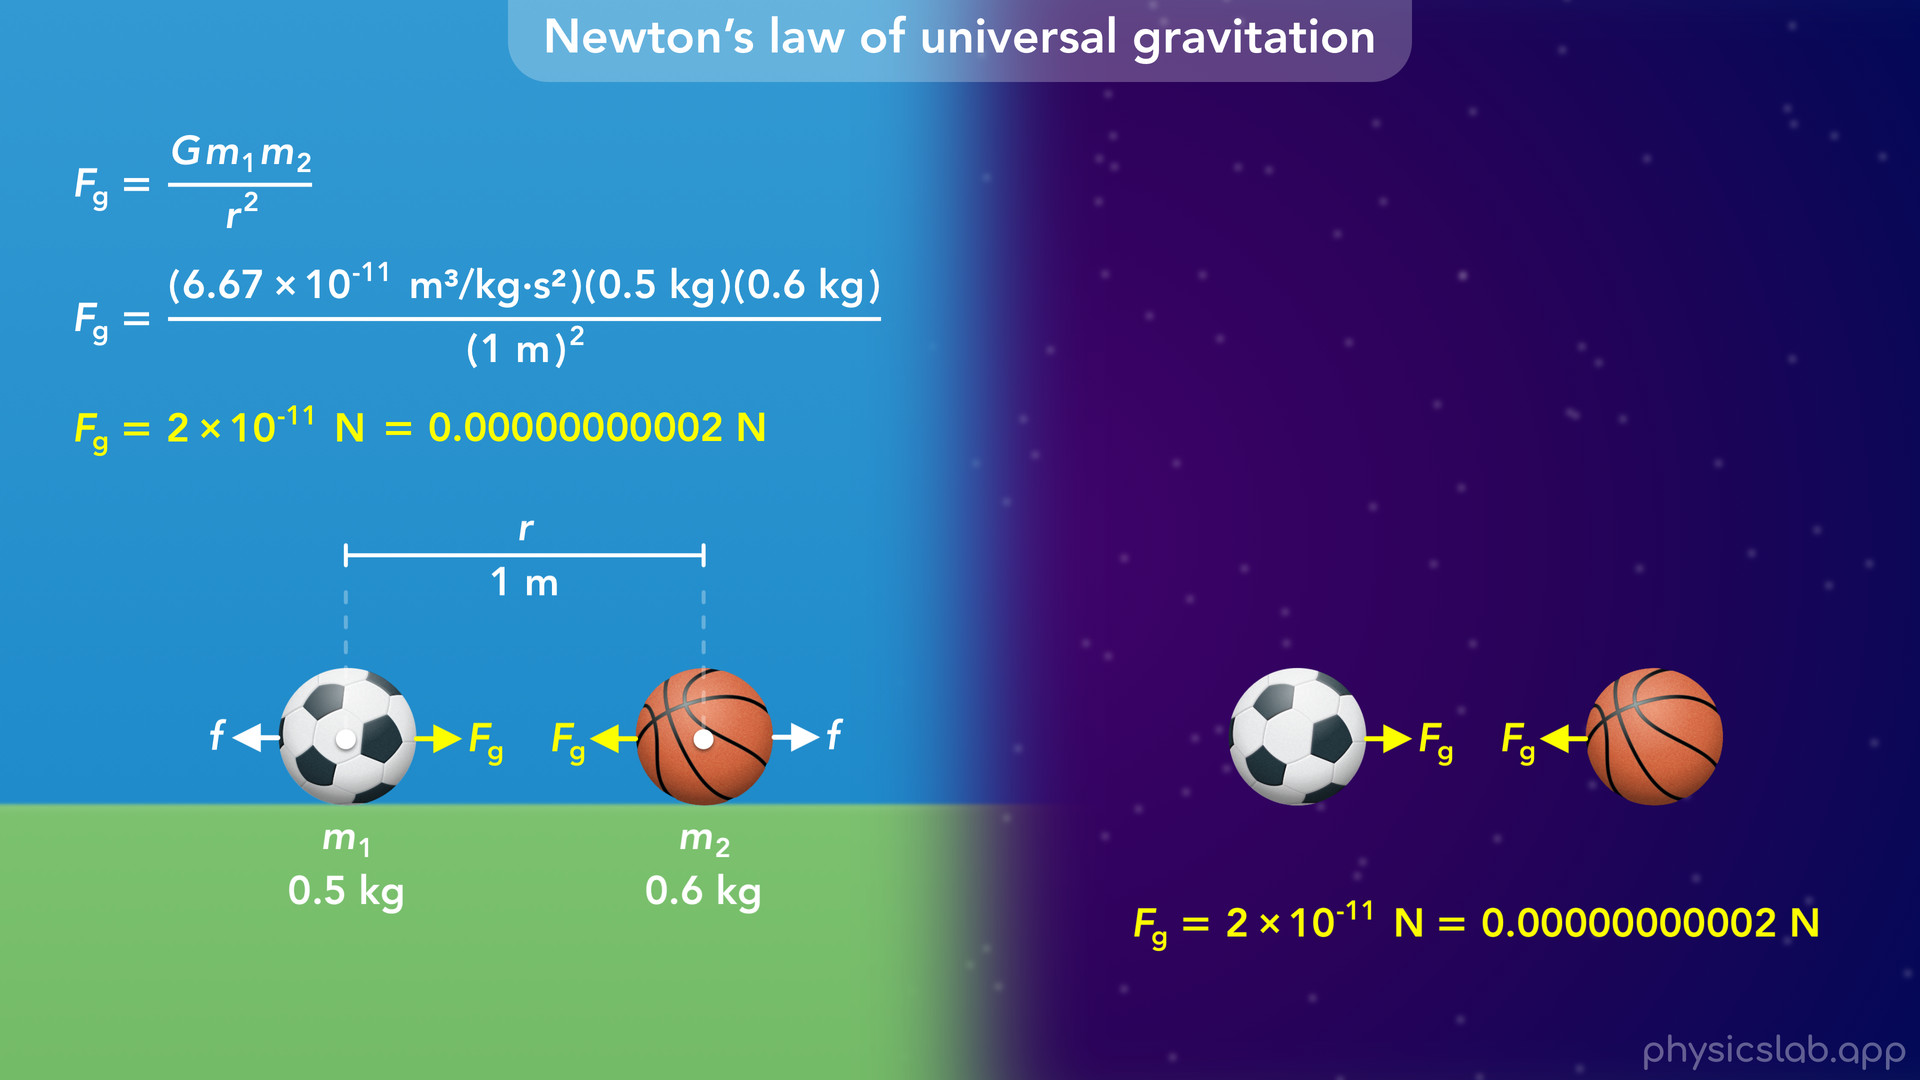 Newton’s law of universal gravitation
Fg = Gm₁m₂ / r²
Fg = (6.67 × 10⁻¹¹ m³/kg·s²)(0.5 kg)(0.6 kg) / (1 m)²
Fg = 2 × 10⁻¹¹ N = 0.00000000002 N
r
1 m
f Fg Fg f Fg Fg
m₁ m₂
0.5 kg 0.6 kg
Fg = 2 × 10⁻¹¹ N = 0.00000000002 N
physicslab.app